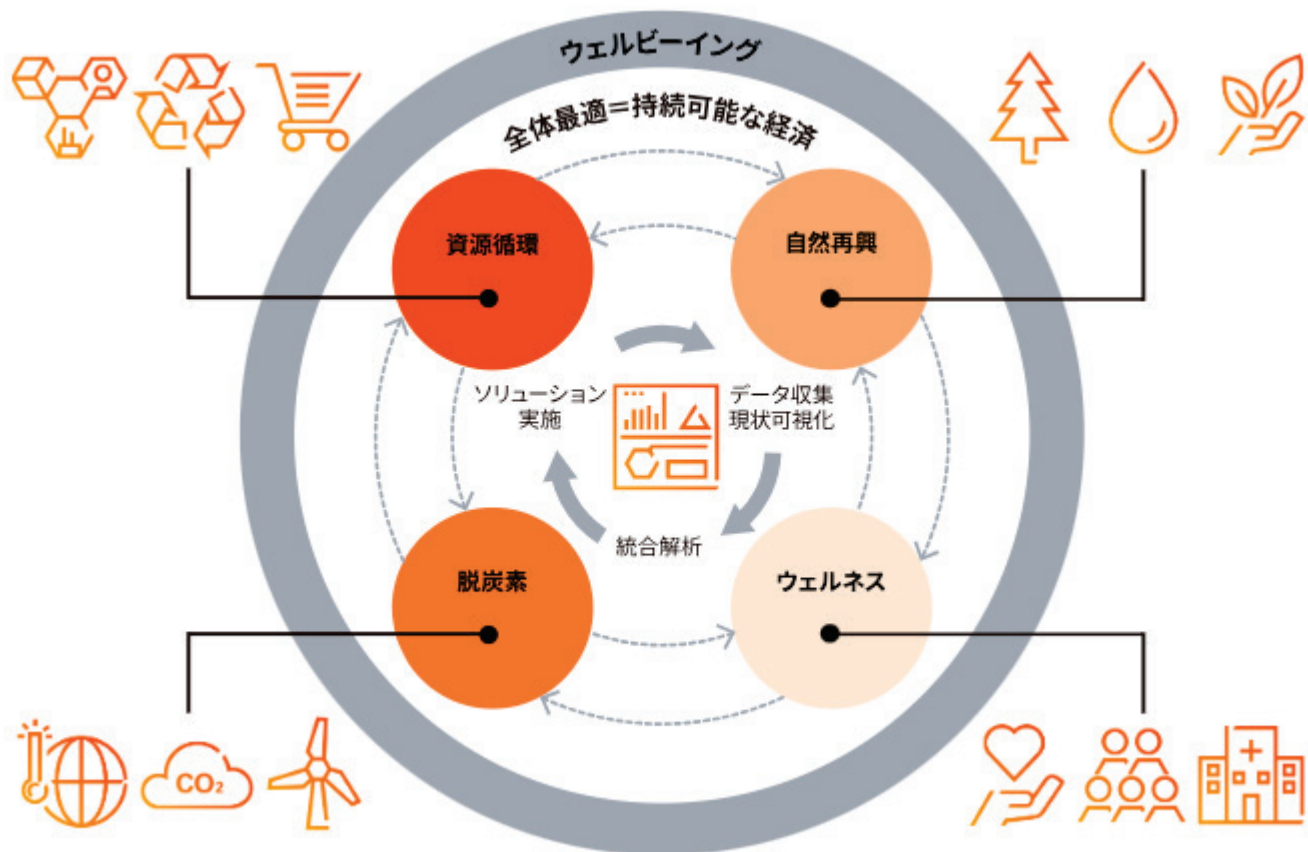 ウェルビーイング
全体最適＝持続可能な経済
資源循環
自然再興
ソリューション
実施
データ収集
現状可視化
統合解析
脱炭素
ウェルネス
CO₂